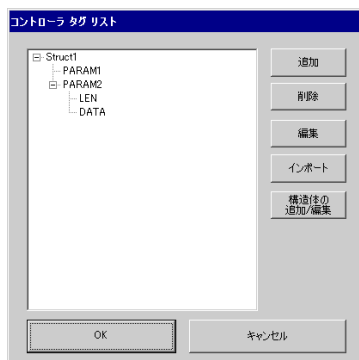 コントローラ タグ リスト
Struct1
PARAM1
PARAM2
LEN
DATA
追加
削除
編集
インポート
構造体の
追加/編集
OK
キャンセル